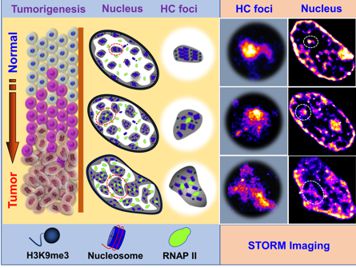 Tumorigenesis Nucleus HC foci HC foci Nucleus
Normal
Tumor
H3K9me3 Nucleosome RNAP II STORM Imaging